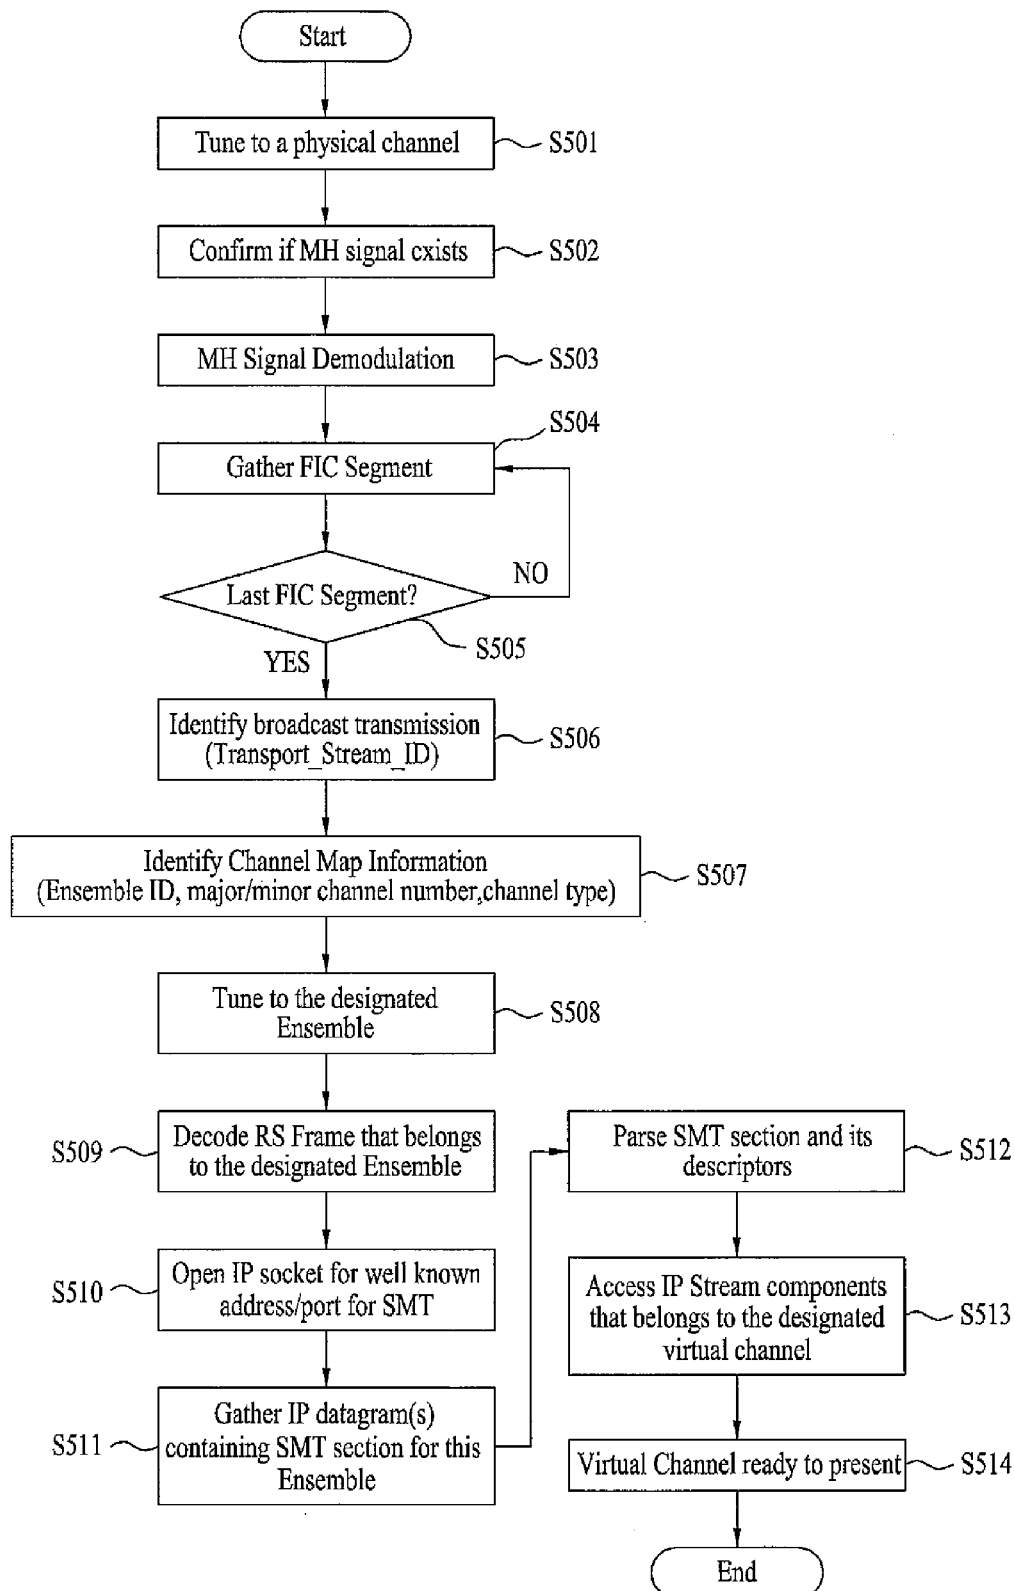 Start
Tune to a physical channel
S501
Confirm if MH signal exists
S502
MH Signal Demodulation
S503
S504
Gather FIC Segment
Last FIC Segment?
NO
S505
YES
Identify broadcast transmission
(Transport_Stream_ID)
S506
Identify Channel Map Information
(Ensemble ID, major/minor channel number,channel type)
S507
Tune to the designated
Ensemble
S508
S509
Decode RS Frame that belongs
to the designated Ensemble
S510
Open IP socket for well known
address/port for SMT
S511
Gather IP datagram(s)
containing SMT section for this
Ensemble
Parse SMT section and its
descriptors
S512
Access IP Stream components
that belongs to the designated
virtual channel
S513
Virtual Channel ready to present
S514
End